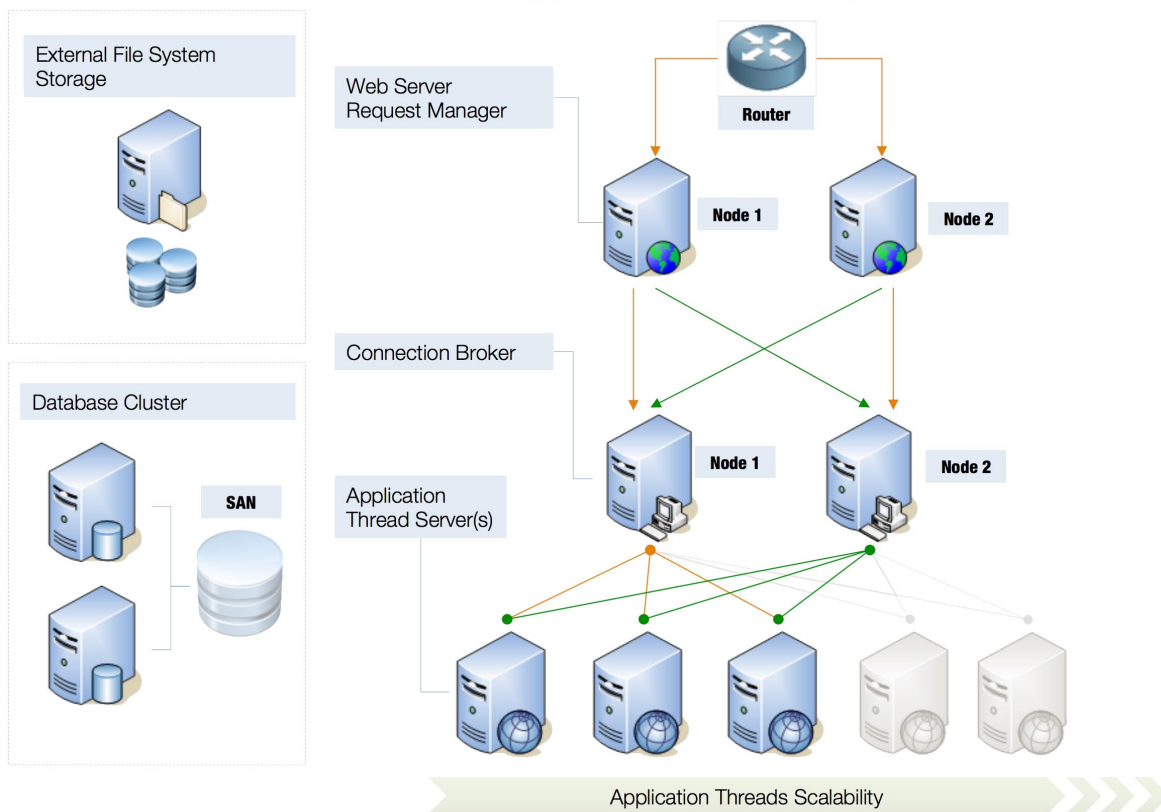 External File System
Storage
Web Server
Request Manager
Router
Node 1
Node 2
Connection Broker
Database Cluster
Node 1
Node 2
SAN
Application
Thread Server(s)
Application Threads Scalability